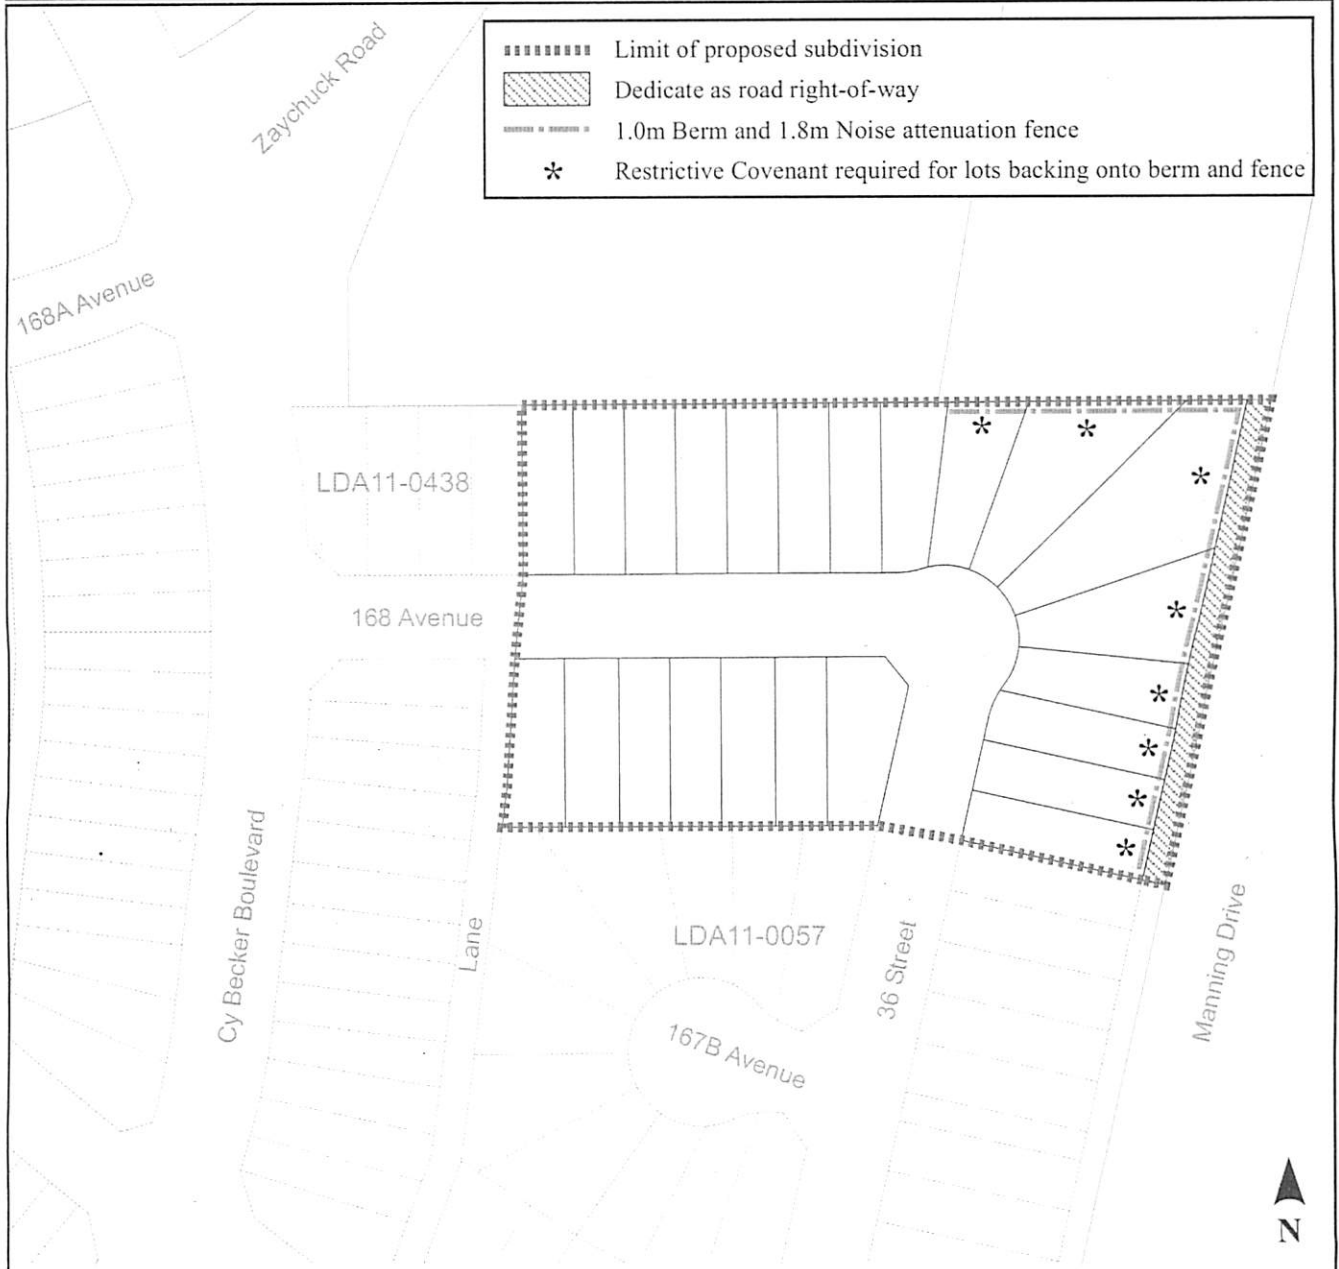 Limit of proposed subdivision
Dedicate as road right-of-way
1.0m Berm and 1.8m Noise attenuation fence
* Restrictive Covenant required for lots backing onto berm and fence
Zaychuck Road
168A Avenue
LDA11-0438
* *
*
168 Avenue
*
*
*
*
*
Cy Becker Boulevard
Lane
LDA11-0057
36 Street
Manning Drive
167B Avenue
N